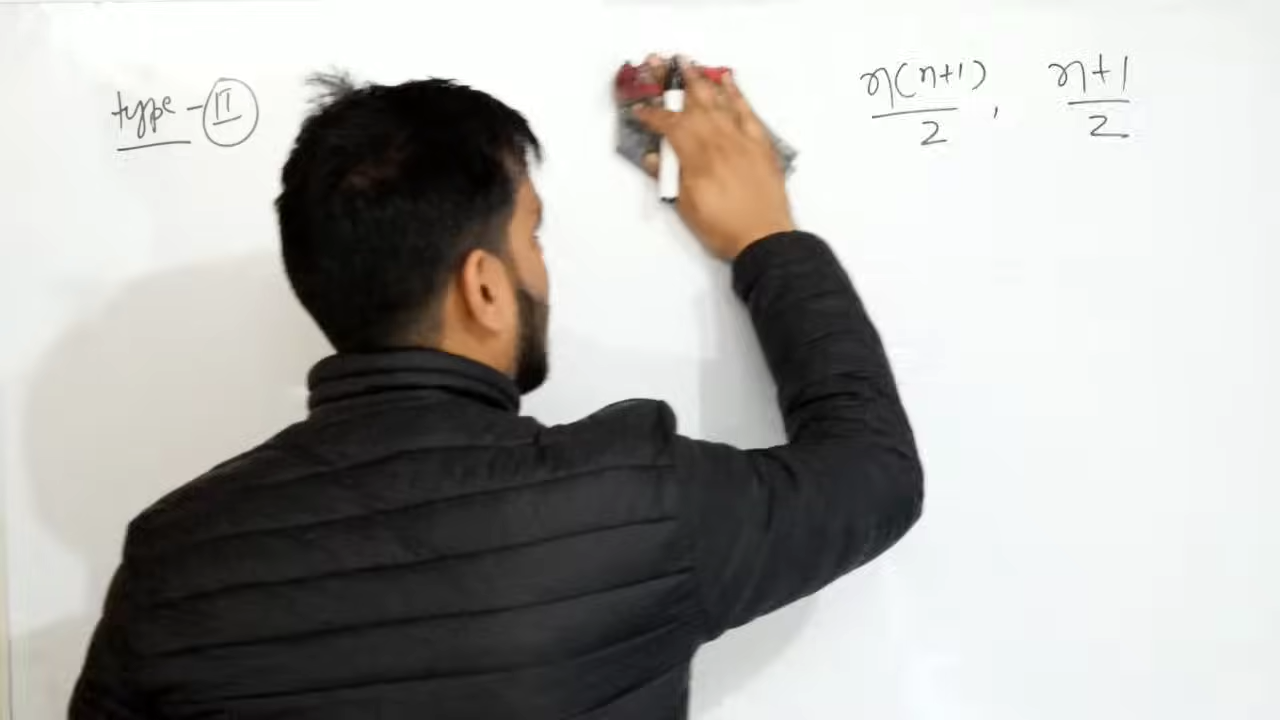 type - II
n(n+1)/2, n+1/2